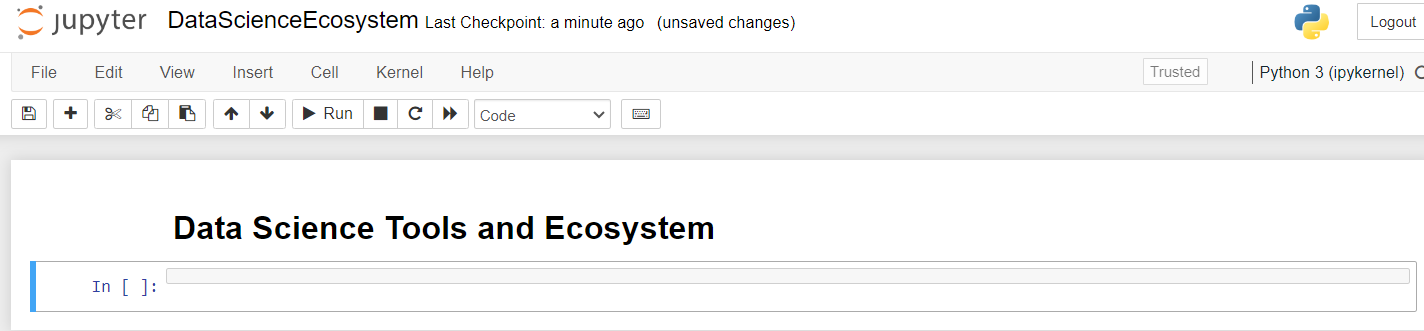 jupyter DataScienceEcosystem Last Checkpoint: a minute ago (unsaved changes) Logout
File Edit View Insert Cell Kernel Help Trusted Python 3 (ipykernel)
Run Code
Data Science Tools and Ecosystem
In [ ]: